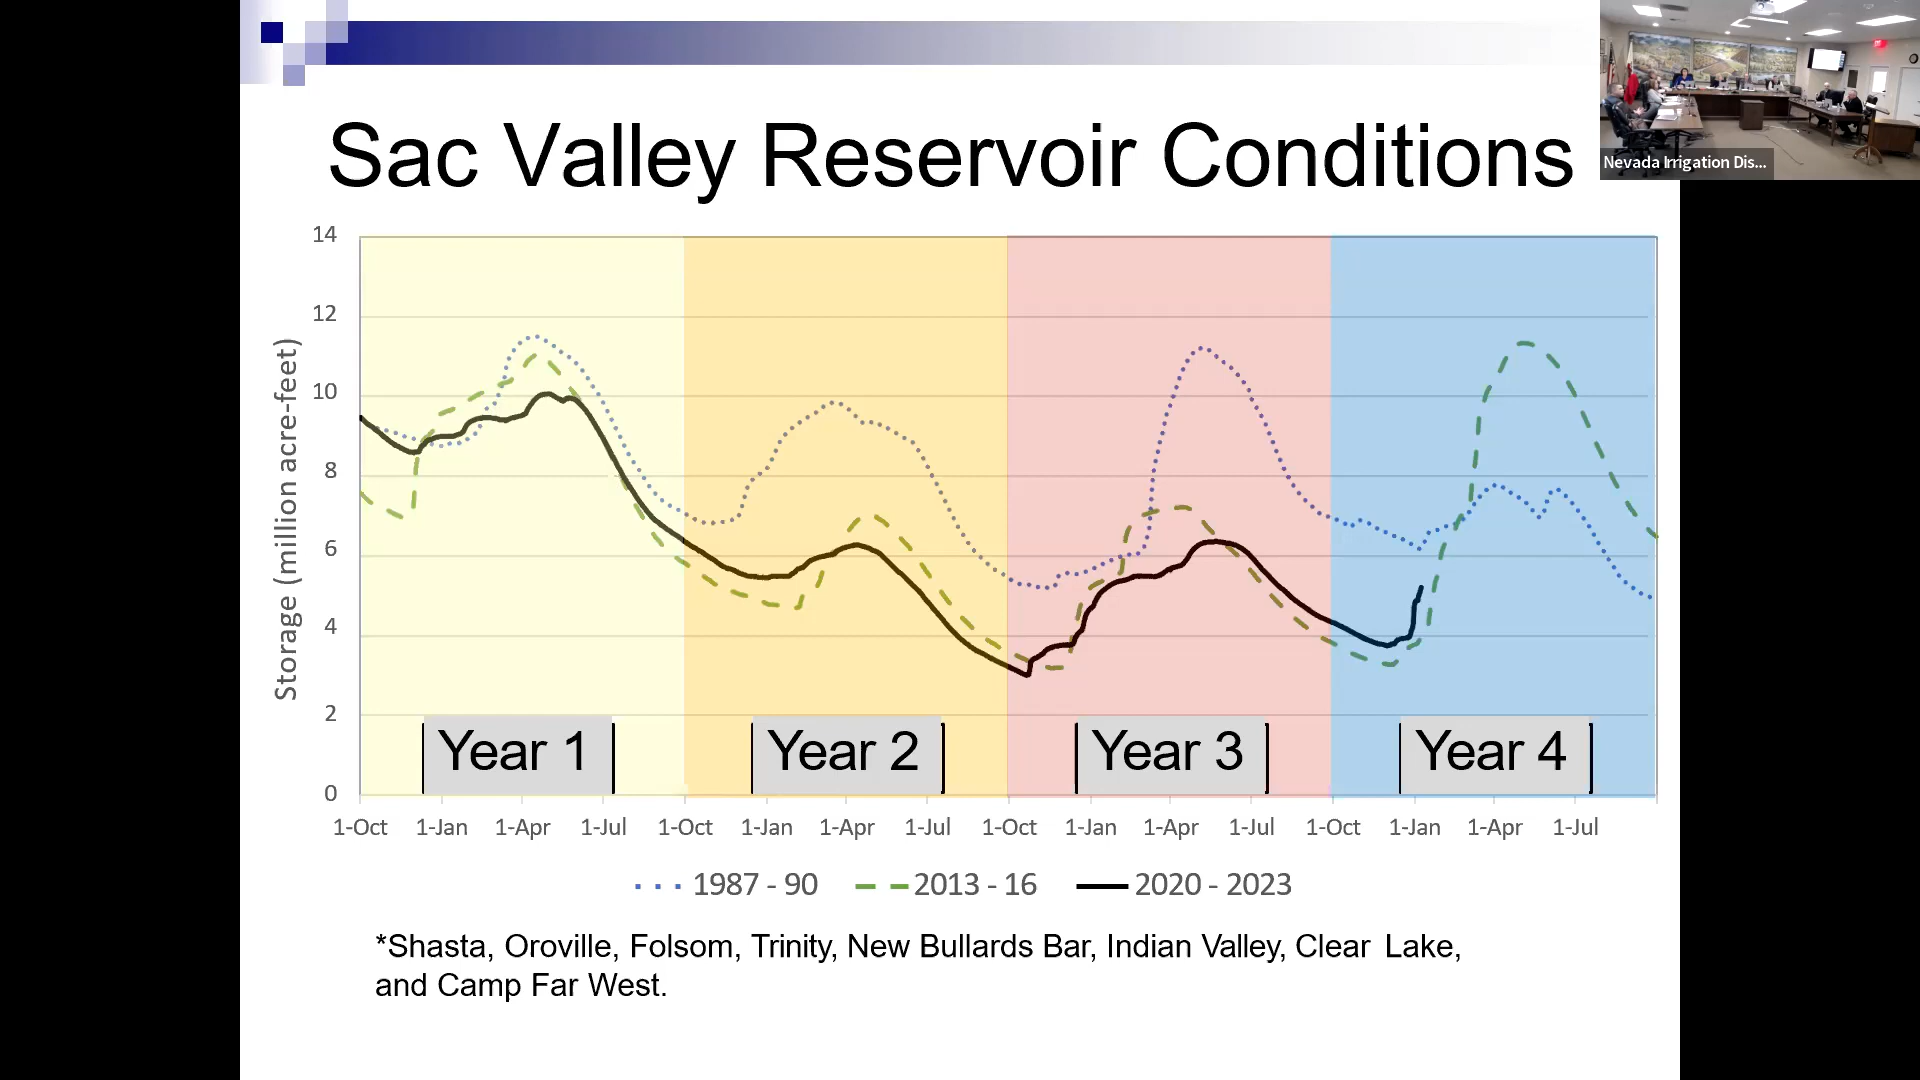 Sac Valley Reservoir Conditions
Nevada Irrigation Dis...
Storage (million acre-feet)
14
12
10
8
6
4
2
0
Year 1
Year 2
Year 3
Year 4
1-Oct 1-Jan 1-Apr 1-Jul 1-Oct 1-Jan 1-Apr 1-Jul 1-Oct 1-Jan 1-Apr 1-Jul 1-Oct 1-Jan 1-Apr 1-Jul
1987 - 90 2013 - 16 2020 - 2023
*Shasta, Oroville, Folsom, Trinity, New Bullards Bar, Indian Valley, Clear Lake,
and Camp Far West.